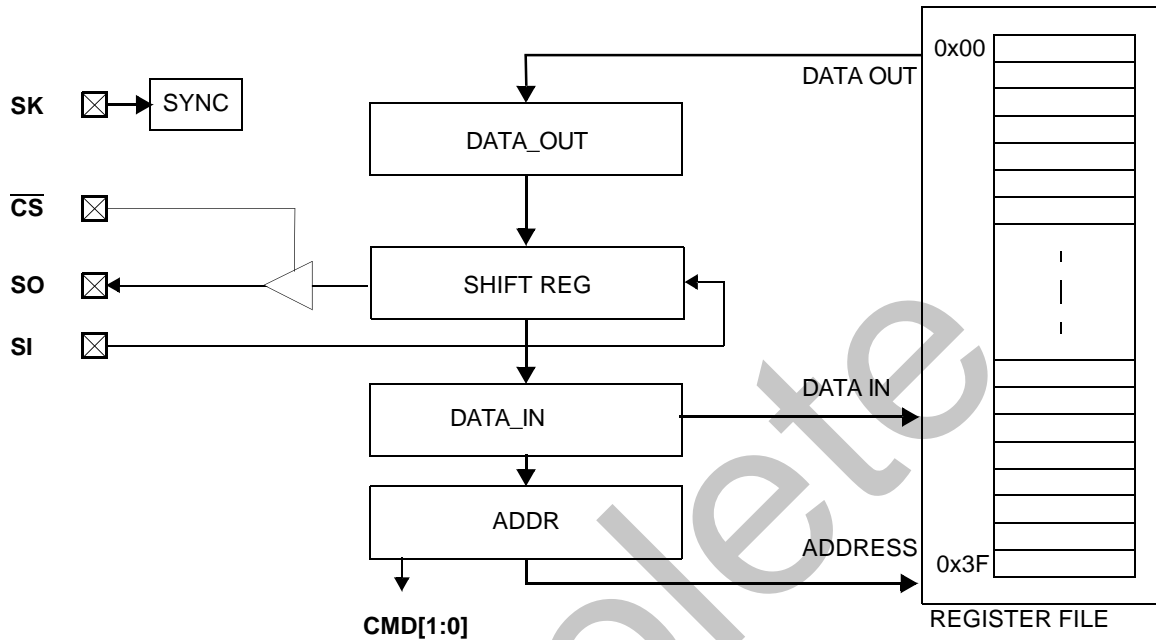 0x00
DATA OUT
SK
SYNC
DATA_OUT
CS
SO
SHIFT REG
SI
DATA IN
DATA_IN
ADDR
ADDRESS
0x3F
CMD[1:0]
REGISTER FILE